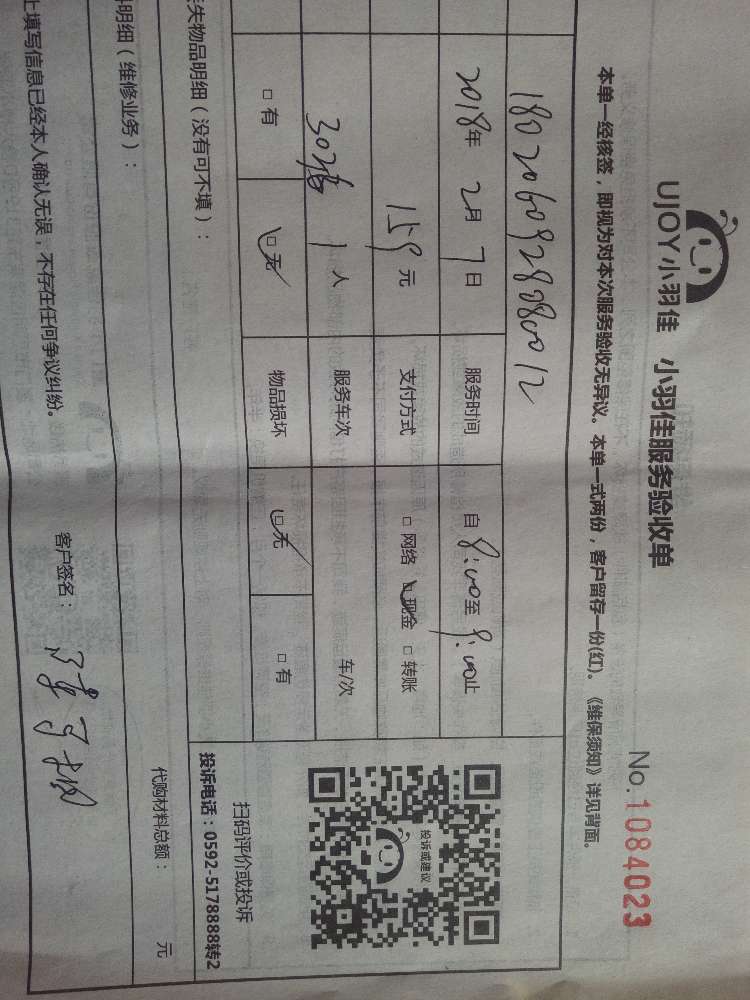 UJOY小羽佳 小羽佳服务验收单
No.1084023
本单一经核签，即视为对本次服务验收无异议。本单一式两份，客户留存一份(红)。《维保须知》详见背面。
1802060928080012
2018年 2月 7日 服务时间 自 8:00至 9:00止
159元 支付方式 □ 网络 □ 现金 □ 转账
1人 服务车次 车/次
□ 有 □ 无 物品损坏 □ 无 □ 有
投诉或建议
扫码评价或投诉
投诉电话：0592-5178888转2
失物品明细（没有可不填）：
明细（维修业务）： 代购材料总额： 元
上填写信息已经本人确认无误，不存在任何争议纠纷。 客户签名：